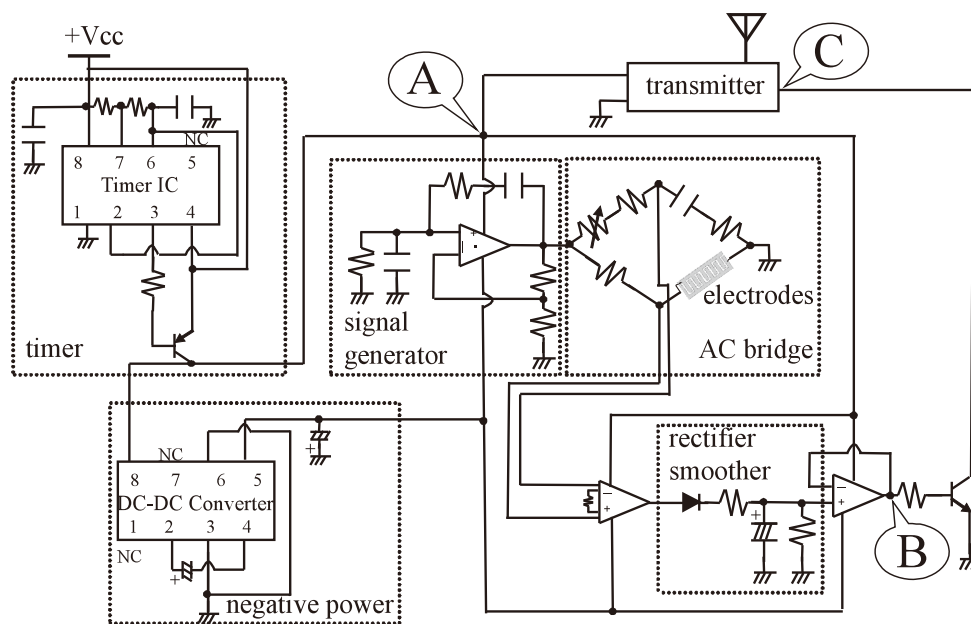 +Vcc
A
C
transmitter
NC
8 7 6 5
Timer IC
1 2 3 4
timer
signal
generator
electrodes
AC bridge
NC
8 7 6 5
DC-DC Converter
1 2 3 4
NC
+
+
negative power
rectifier
smoother
+
−
+
−
+
−
+
B